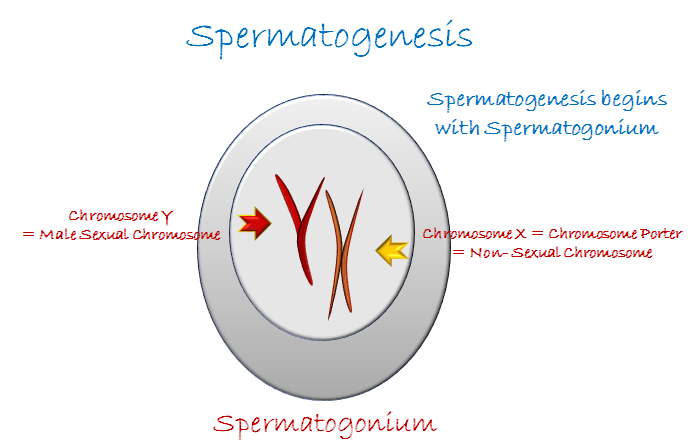 Spermatogenesis
Spermatogenesis begins
with Spermatogonium
Chromosome Y
= Male Sexual Chromosome
Chromosome X = Chromosome Porter
= Non- Sexual Chromosome
Spermatogonium